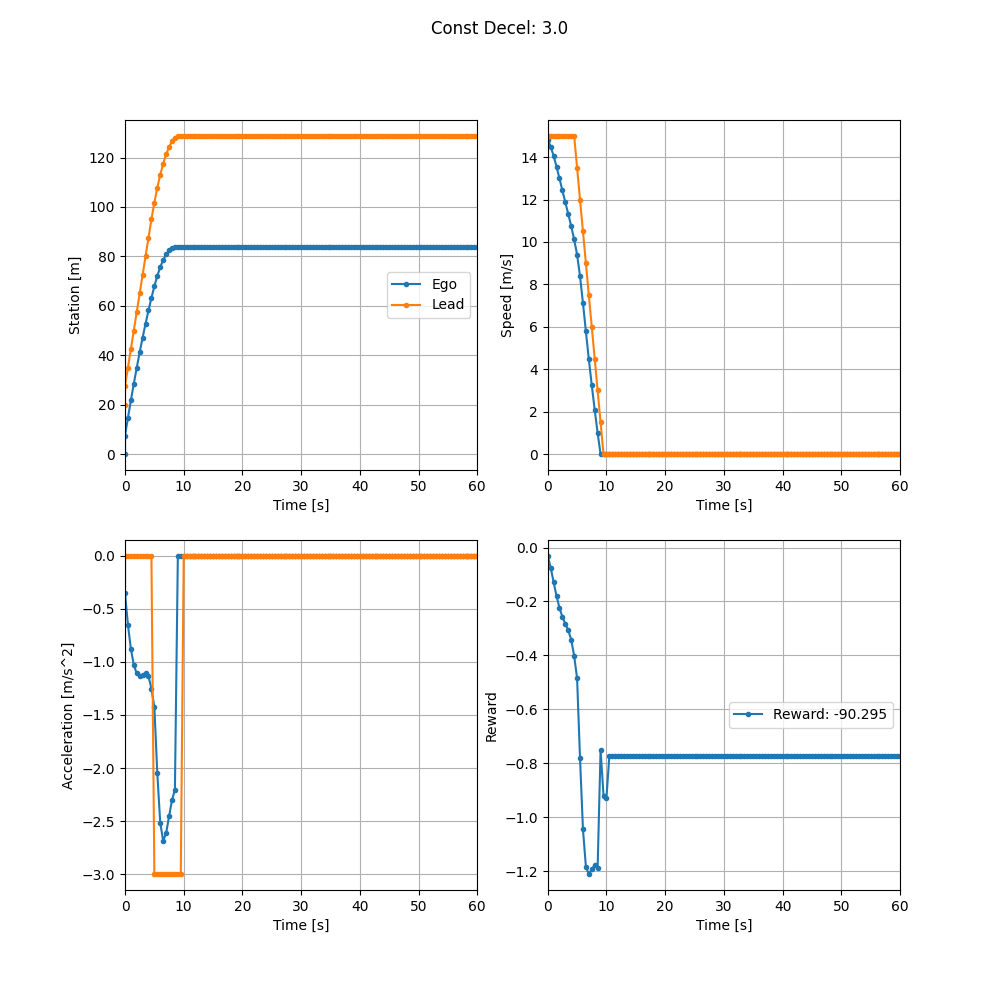 Const Decel: 3.0
Station [m]
120
100
80
60
40
20
0
Ego
Lead
0 10 20 30 40 50 60
Time [s]
Speed [m/s]
14
12
10
8
6
4
2
0
0 10 20 30 40 50 60
Time [s]
Acceleration [m/s^2]
0.0
−0.5
−1.0
−1.5
−2.0
−2.5
−3.0
0 10 20 30 40 50 60
Time [s]
Reward
0.0
−0.2
−0.4
−0.6
−0.8
−1.0
−1.2
Reward: -90.295
0 10 20 30 40 50 60
Time [s]